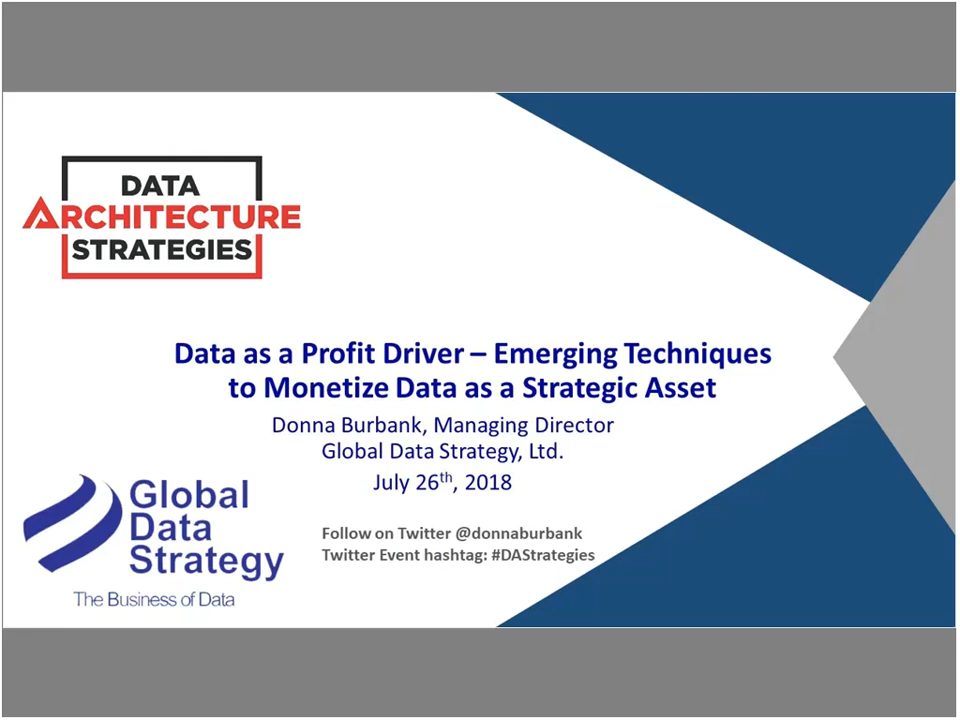 DATA
ARCHITECTURE
STRATEGIES
Data as a Profit Driver – Emerging Techniques
to Monetize Data as a Strategic Asset
Donna Burbank, Managing Director
Global Data Strategy, Ltd.
July 26th, 2018
Global
Data
Strategy
The Business of Data
Follow on Twitter @donnaburbank
Twitter Event hashtag: #DAStrategies